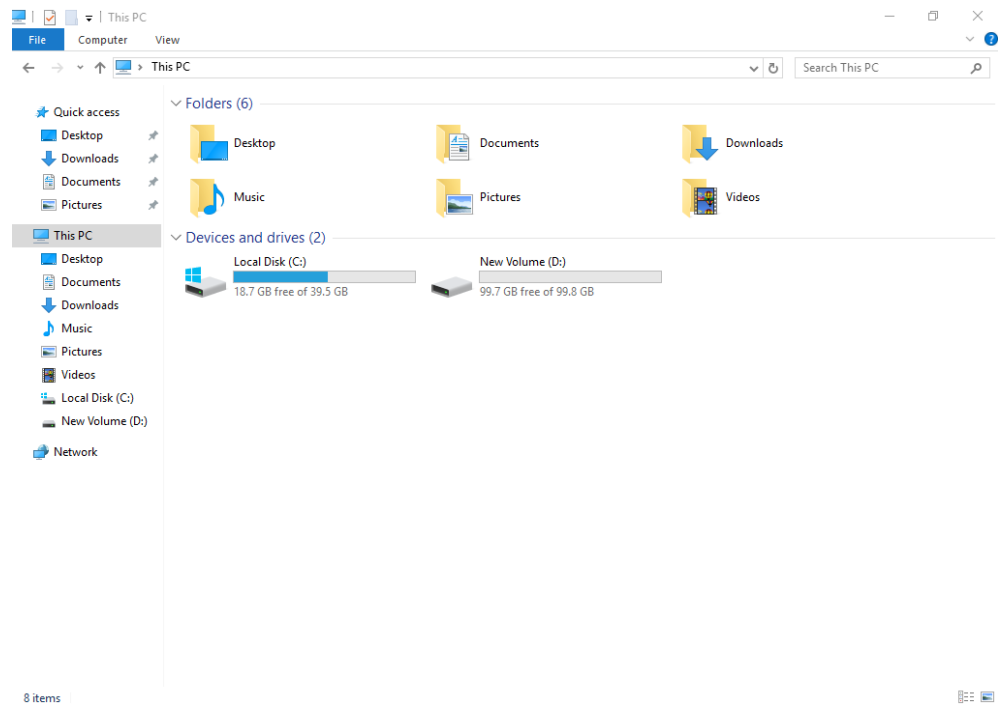 This PC
File Computer View
This PC
Search This PC
Quick access
Desktop
Downloads
Documents
Pictures
This PC
Desktop
Documents
Downloads
Music
Pictures
Videos
Local Disk (C:)
New Volume (D:)
Network
Folders (6)
Desktop Documents Downloads
Music Pictures Videos
Devices and drives (2)
Local Disk (C:)
18.7 GB free of 39.5 GB
New Volume (D:)
99.7 GB free of 99.8 GB
8 items